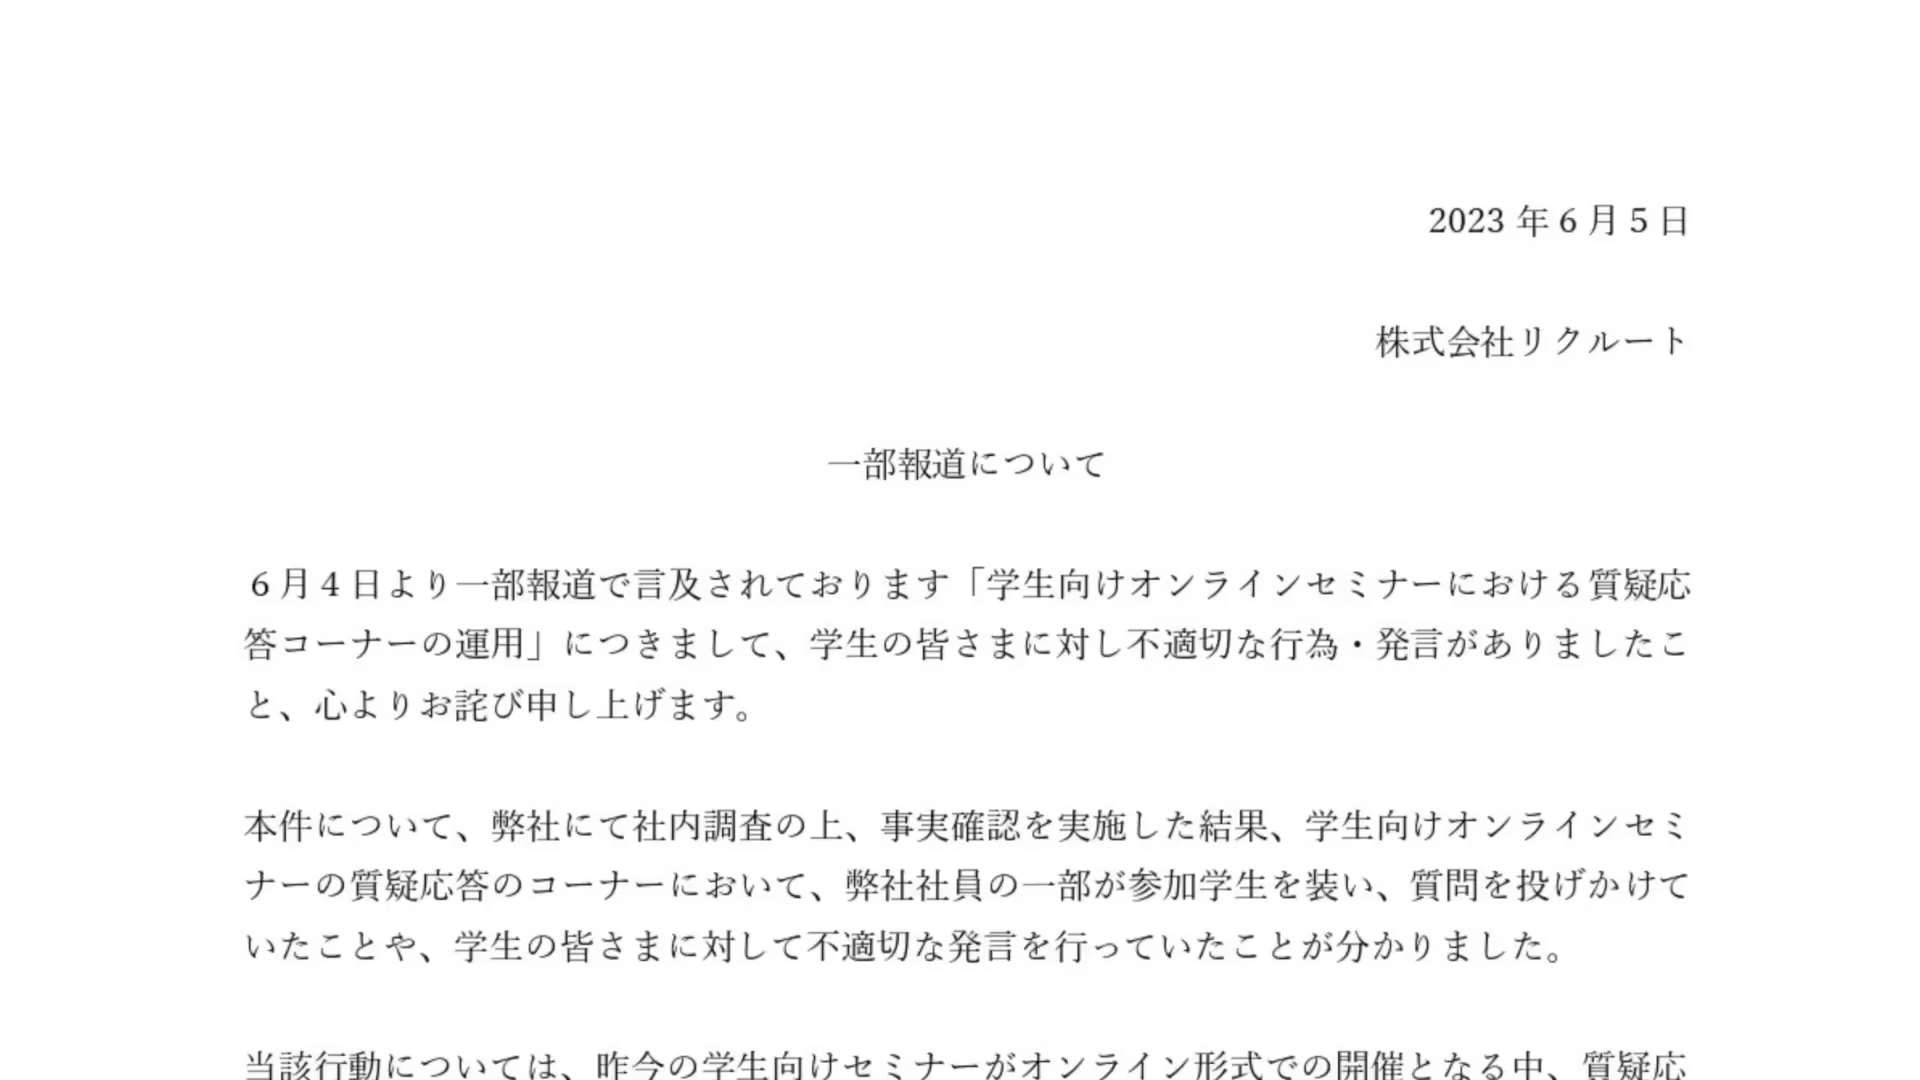 2023 年６月５日
株式会社リクルート
一部報道について
６月４日より一部報道で言及されております「学生向けオンラインセミナーにおける質疑応
答コーナーの運用」につきまして、学生の皆さまに対し不適切な行為・発言がありましたこ
と、心よりお詫び申し上げます。
本件について、弊社にて社内調査の上、事実確認を実施した結果、学生向けオンラインセミ
ナーの質疑応答のコーナーにおいて、弊社社員の一部が参加学生を装い、質問を投げかけて
いたことや、学生の皆さまに対して不適切な発言を行っていたことが分かりました。
当該行動については、昨今の学生向けセミナーがオンライン形式での開催となる中、質疑応